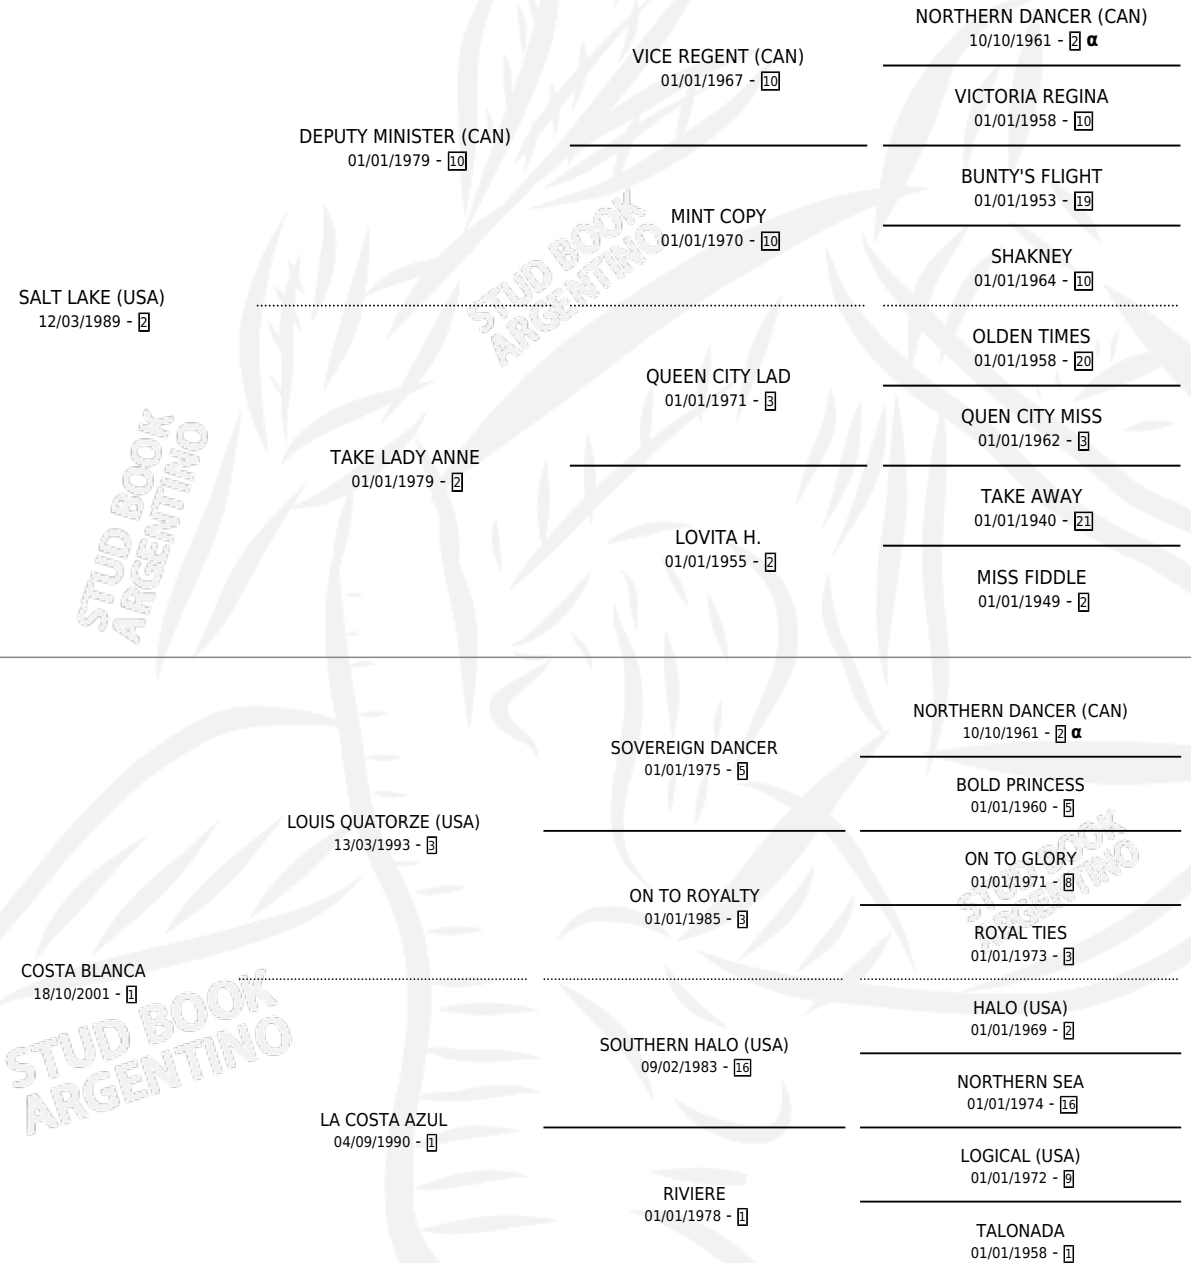 NORTHERN DANCER (CAN)
10/10/1961 - 2 α
VICE REGENT (CAN)
01/01/1967 - 10
VICTORIA REGINA
01/01/1958 - 10
DEPUTY MINISTER (CAN)
01/01/1979 - 10
BUNTY'S FLIGHT
01/01/1953 - 19
MINT COPY
01/01/1970 - 10
SHAKNEY
01/01/1964 - 10
SALT LAKE (USA)
12/03/1989 - 2
OLDEN TIMES
01/01/1958 - 20
QUEEN CITY LAD
01/01/1971 - 3
QUEN CITY MISS
01/01/1962 - 3
TAKE LADY ANNE
01/01/1979 - 2
TAKE AWAY
01/01/1940 - 21
LOVITA H.
01/01/1955 - 2
MISS FIDDLE
01/01/1949 - 2
NORTHERN DANCER (CAN)
10/10/1961 - 2 α
SOVEREIGN DANCER
01/01/1975 - 5
BOLD PRINCESS
01/01/1960 - 5
LOUIS QUATORZE (USA)
13/03/1993 - 3
ON TO GLORY
01/01/1971 - 8
ON TO ROYALTY
01/01/1985 - 3
ROYAL TIES
01/01/1973 - 3
COSTA BLANCA
18/10/2001 - 1
HALO (USA)
01/01/1969 - 2
SOUTHERN HALO (USA)
09/02/1983 - 16
NORTHERN SEA
01/01/1974 - 16
LA COSTA AZUL
04/09/1990 - 1
LOGICAL (USA)
01/01/1972 - 9
RIVIERE
01/01/1978 - 1
TALONADA
01/01/1958 - 1
STUD BOOK
ARGENTINO
STUD BOOK
ARGENTINO
STUD BOOK
ARGENTINO
STUD BOOK
ARGENTINO